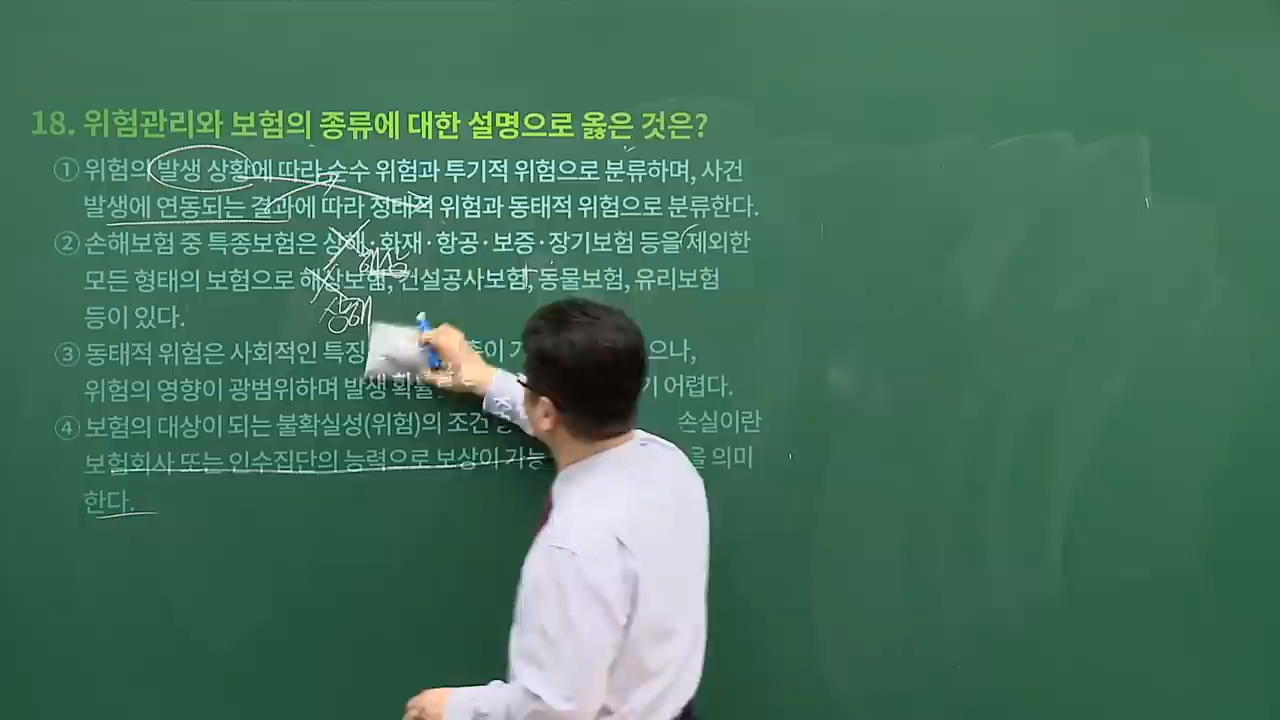 18. 위험관리와 보험의 종류에 대한 설명으로 옳은 것은?
① 위험의 발생 상황에 따라 순수 위험과 투기적 위험으로 분류하며, 사건
발생에 연동되는 결과에 따라 정태적 위험과 동태적 위험으로 분류한다.
② 손해보험 중 특종보험은 상해·화재·항공·보증·장기보험 등을 제외한
해상
모든 형태의 보험으로 해상보험, 건설공사보험, 동물보험, 유리보험
상해
등이 있다.
③ 동태적 위험은 사회적인 특징 으나,
위험의 영향이 광범위하며 발생 확률 어렵다.
④ 보험의 대상이 되는 불확실성(위험)의 조건 손실이란
보험회사 또는 인수집단의 능력으로 보상이 가능 을 의미
한다.